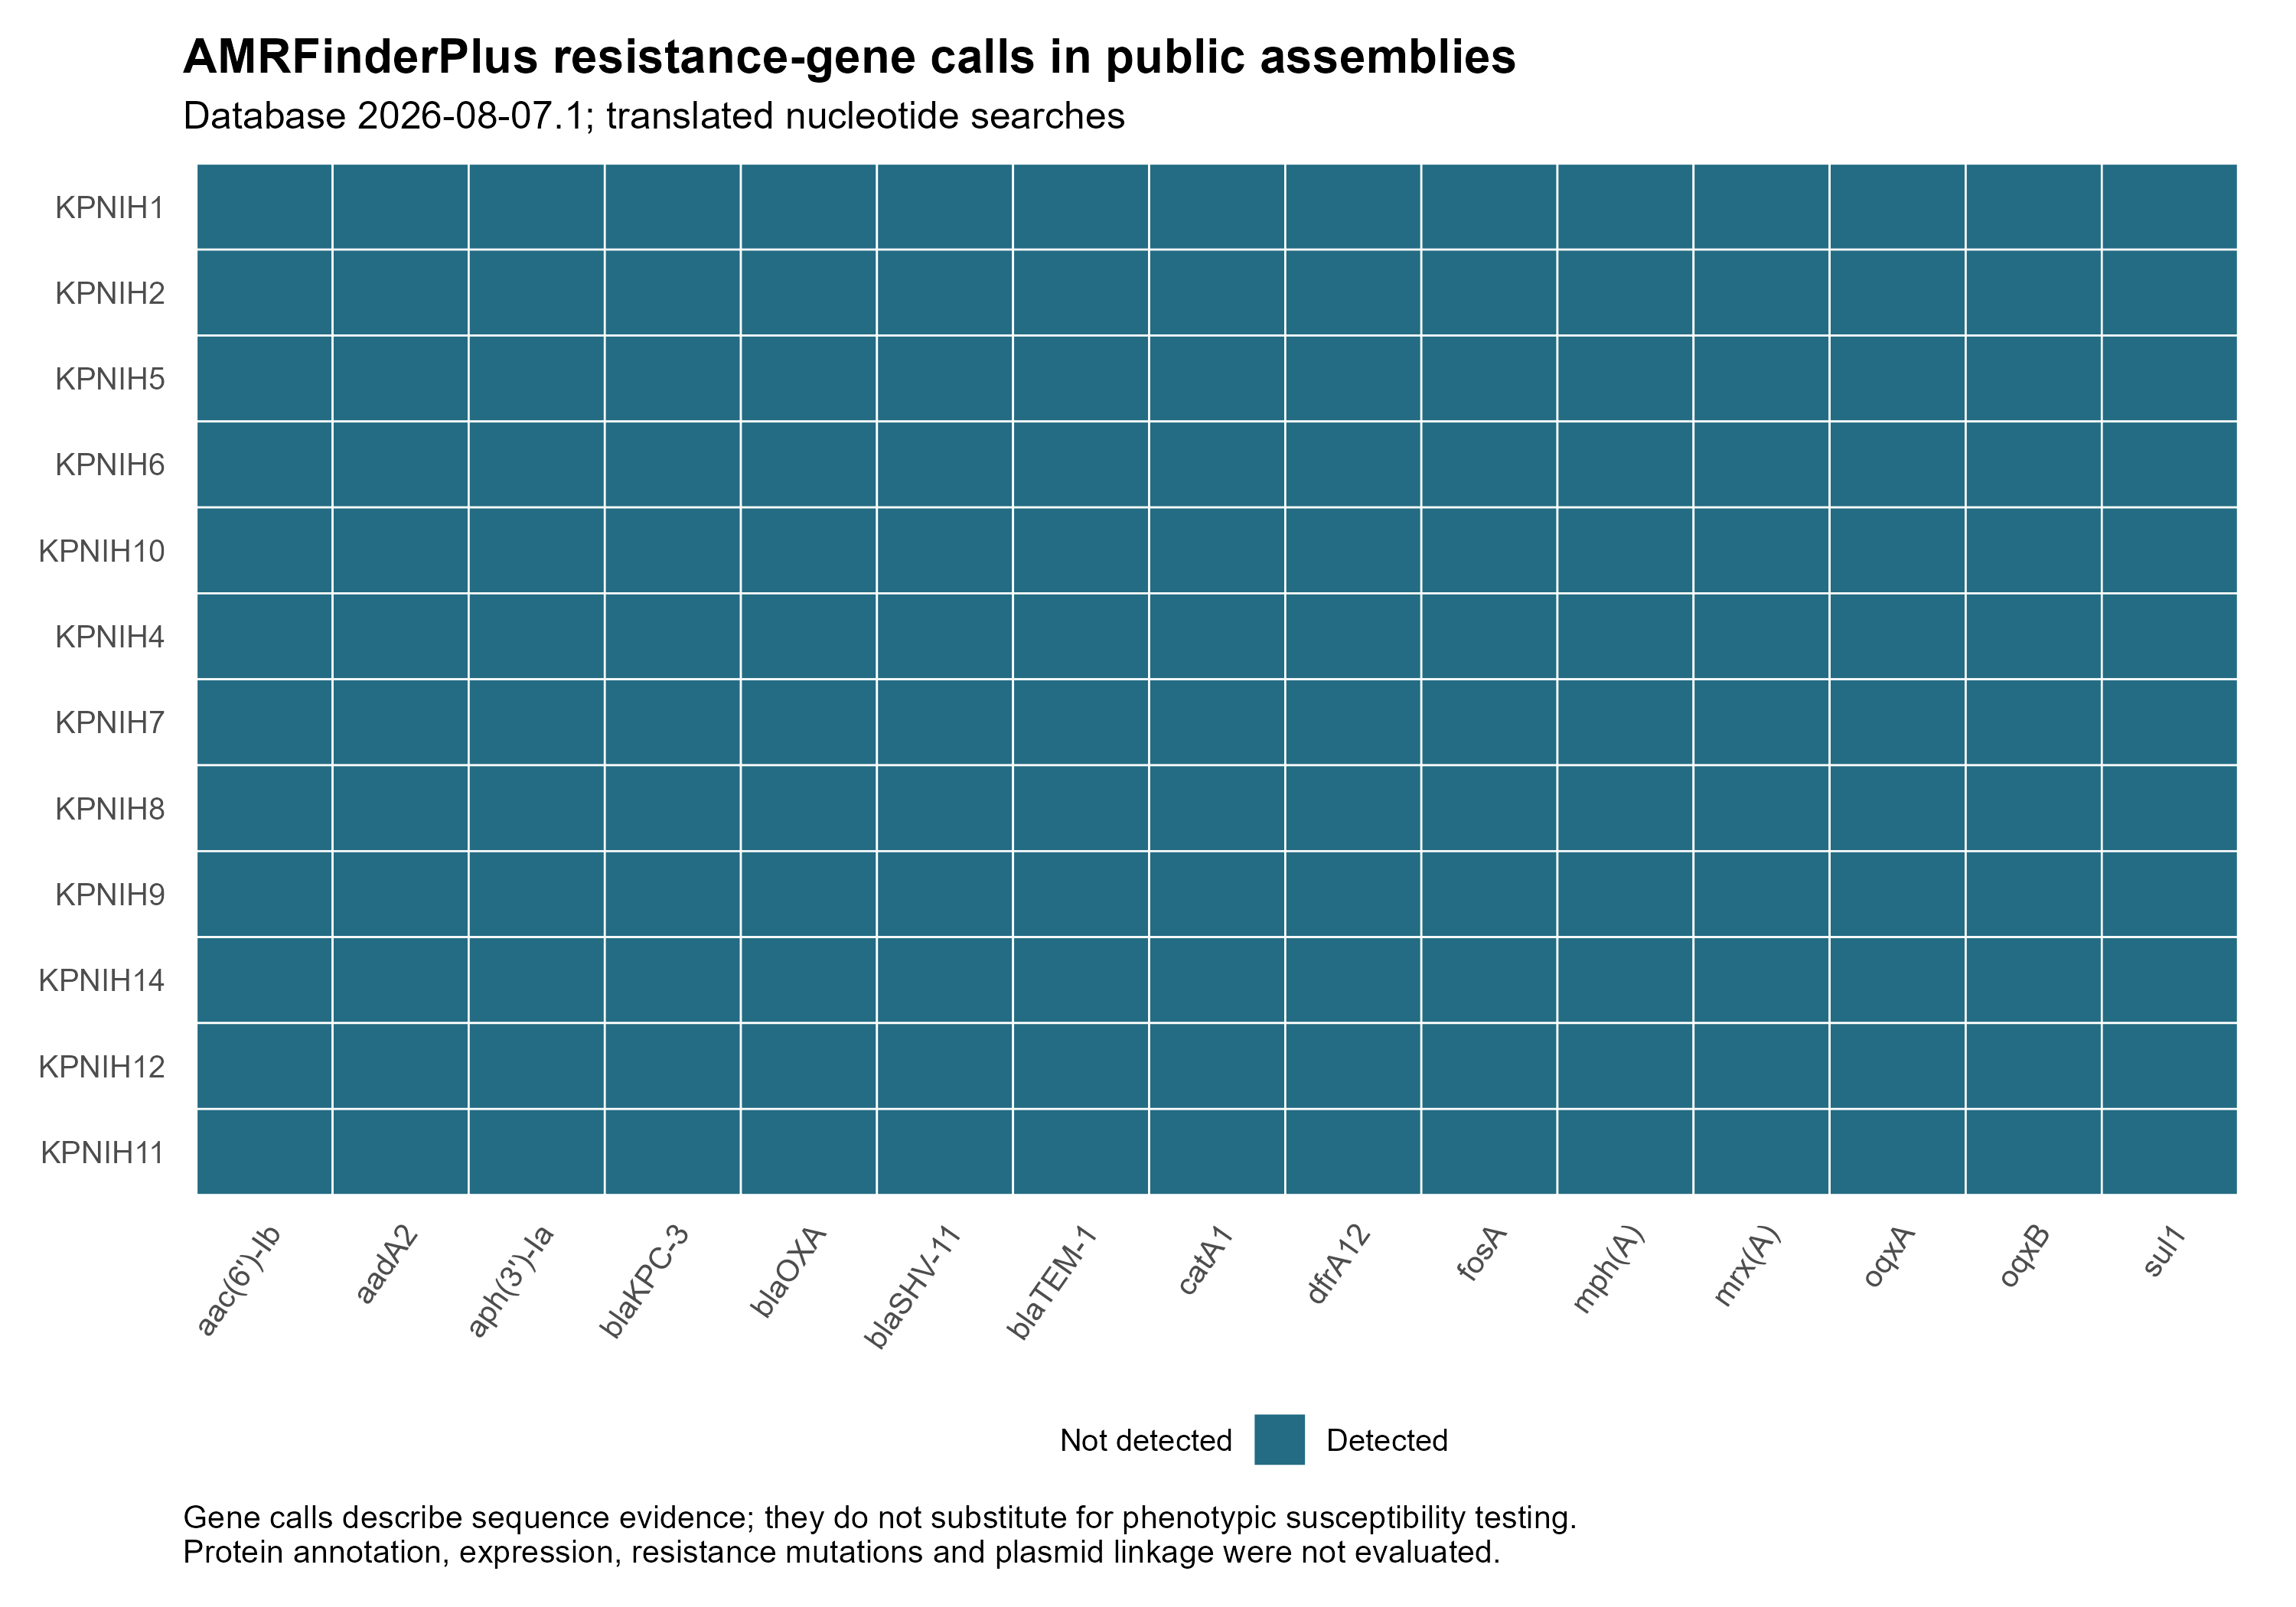 AMRFinderPlus resistance-gene calls in public assemblies
Database 2026-08-07.1; translated nucleotide searches
KPNIH1
KPNIH2
KPNIH5
KPNIH6
KPNIH10
KPNIH4
KPNIH7
KPNIH8
KPNIH9
KPNIH14
KPNIH12
KPNIH11
aac(6')-Ib
aadA2
aph(3')-Ia
blaKPC-3
blaOXA
blaSHV-11
blaTEM-1
catA1
dfrA12
fosA
mph(A)
mrx(A)
oqxA
oqxB
sul1
Not detected
Detected
Gene calls describe sequence evidence; they do not substitute for phenotypic susceptibility testing.
Protein annotation, expression, resistance mutations and plasmid linkage were not evaluated.